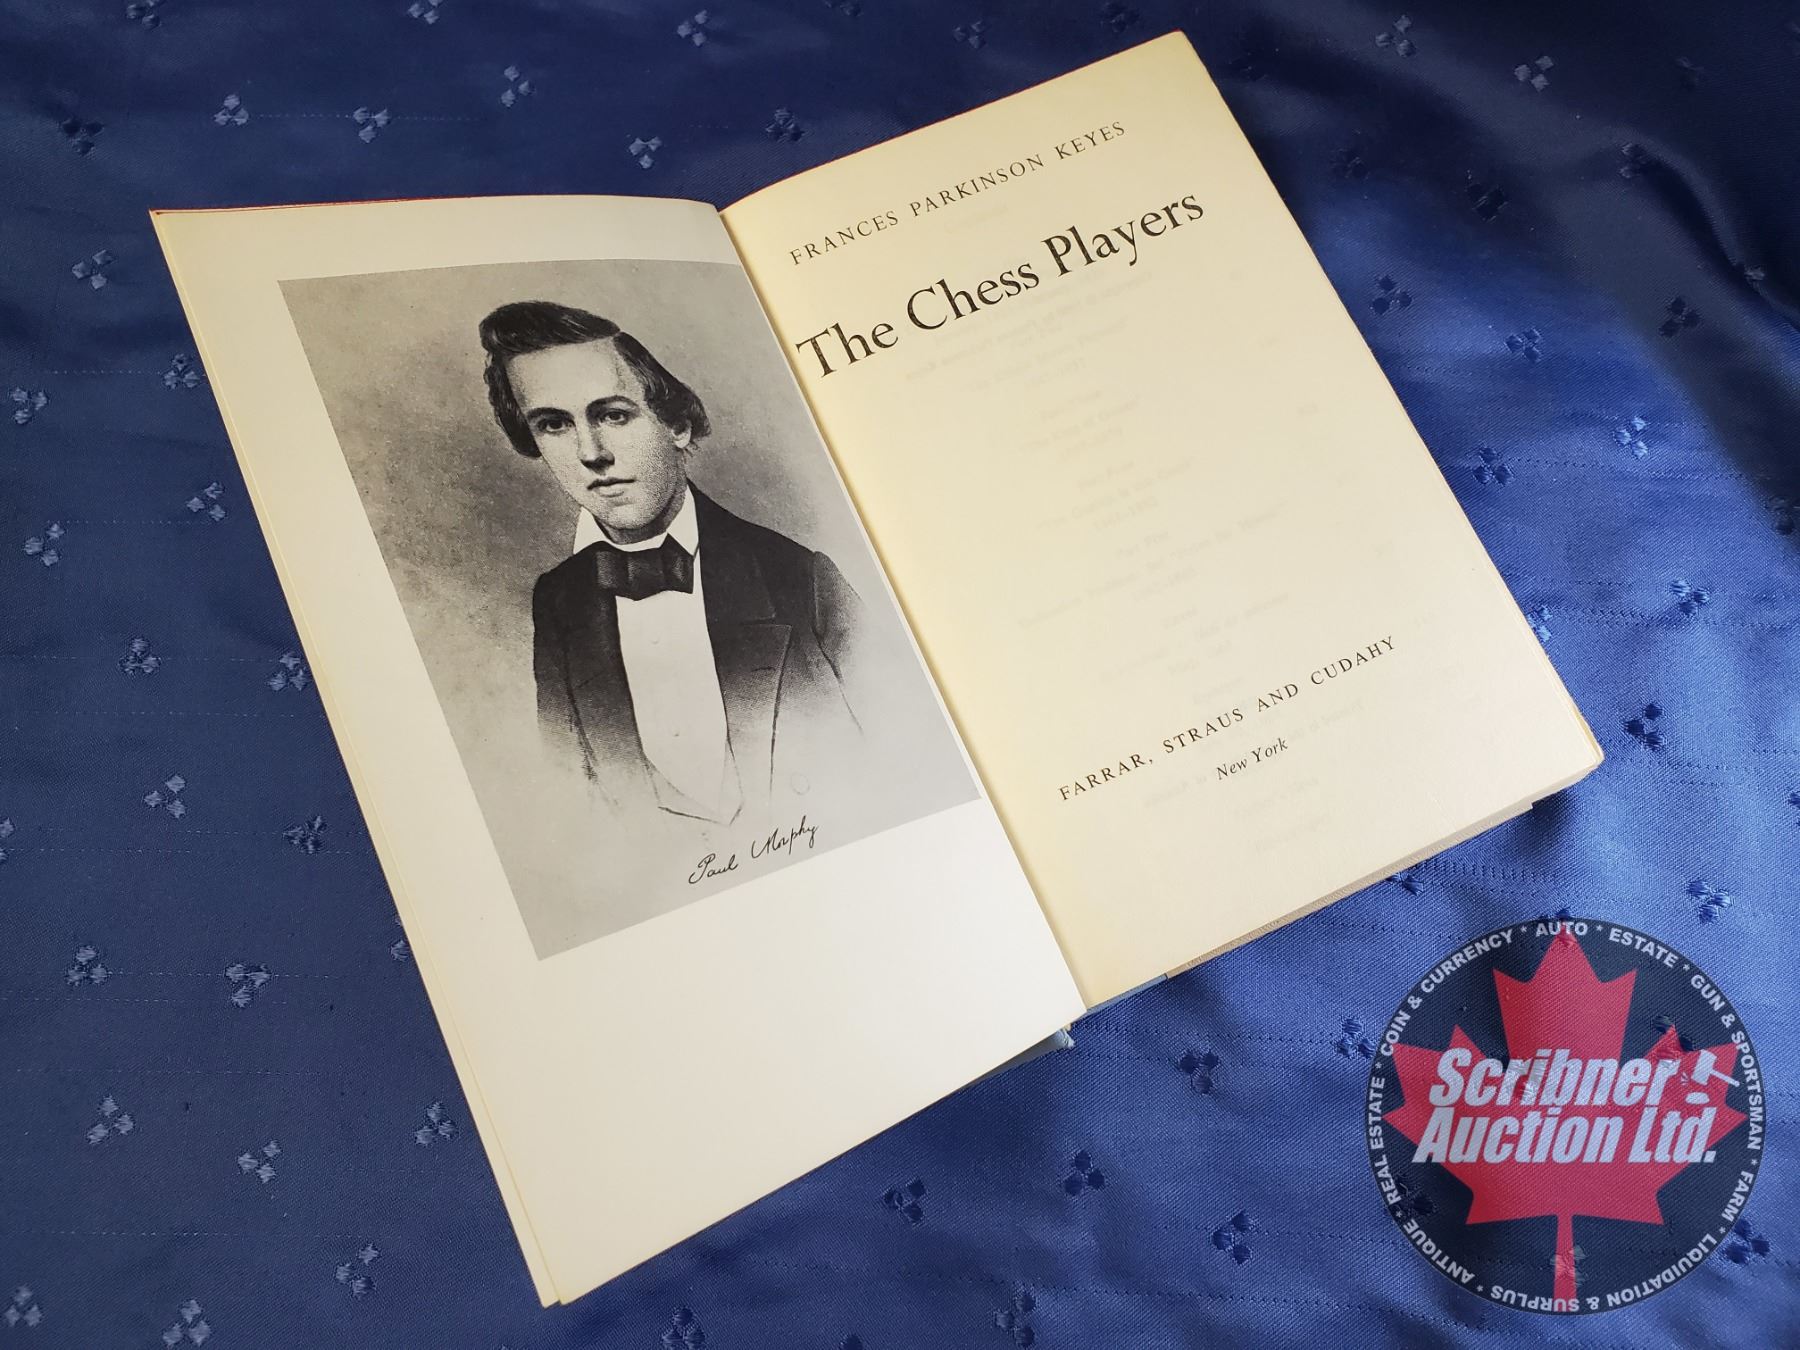 Paul Morphy
FRANCES PARKINSON KEYES
The Chess Players
FARRAR, STRAUS AND CUDAHY
New York
Scribner
Auction Ltd.
REAL ESTATE * COIN & CURRENCY * AUTO * ESTATE * GUN & SPORTSMAN * FARM * LIQUIDATION & SURPLUS * ANTIQUE *